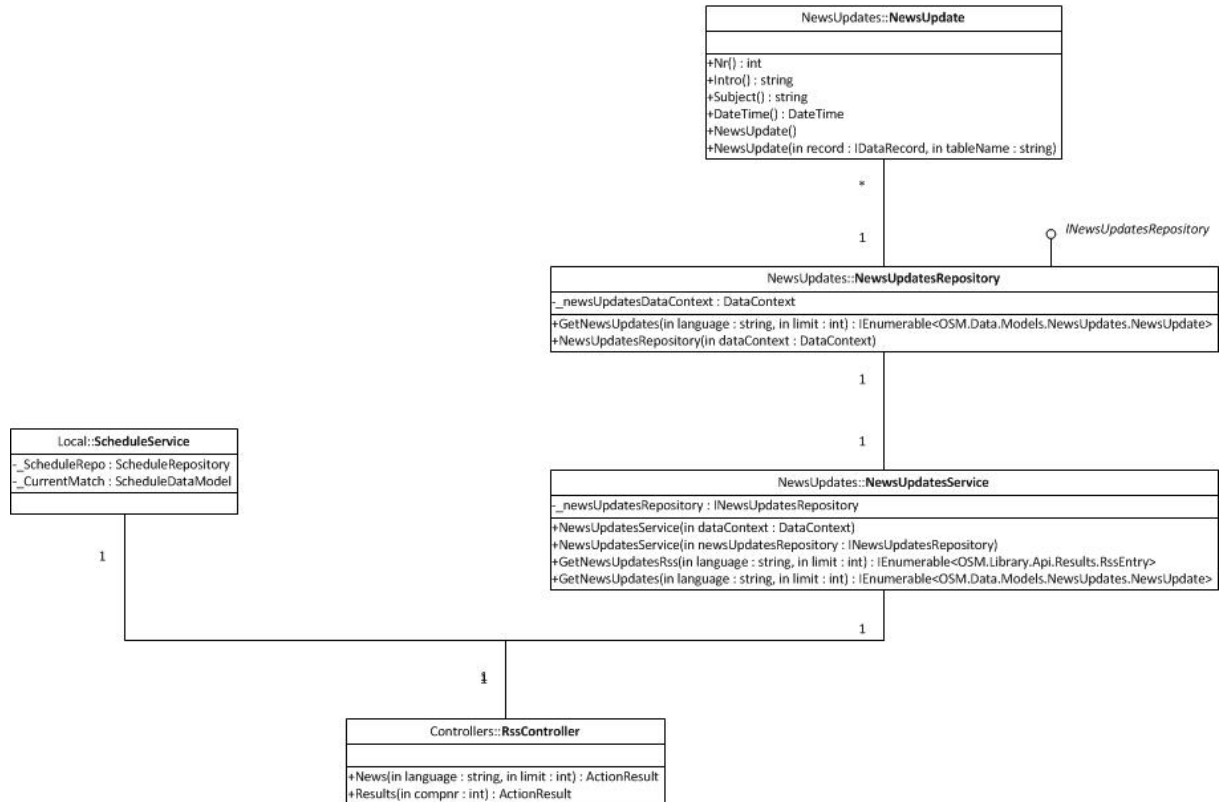 NewsUpdates::NewsUpdate
+Nr() : int
+Intro() : string
+Subject() : string
+DateTime() : DateTime
+NewsUpdate()
+NewsUpdate(in record : IDataRecord, in tableName : string)
*
1
INewsUpdatesRepository
NewsUpdates::NewsUpdatesRepository
-_newsUpdatesDataContext : DataContext
+GetNewsUpdates(in language : string, in limit : int) : IEnumerable<OSM.Data.Models.NewsUpdates.NewsUpdate>
+NewsUpdatesRepository(in dataContext : DataContext)
1
1
Local::ScheduleService
-_ScheduleRepo : ScheduleRepository
-_CurrentMatch : ScheduleDataModel
1
NewsUpdates::NewsUpdatesService
-_newsUpdatesRepository : INewsUpdatesRepository
+NewsUpdatesService(in dataContext : DataContext)
+NewsUpdatesService(in newsUpdatesRepository : INewsUpdatesRepository)
+GetNewsUpdatesRss(in language : string, in limit : int) : IEnumerable<OSM.Library.Api.Results.RssEntry>
+GetNewsUpdates(in language : string, in limit : int) : IEnumerable<OSM.Data.Models.NewsUpdates.NewsUpdate>
1
1
Controllers::RssController
+News(in language : string, in limit : int) : ActionResult
+Results(in compnr : int) : ActionResult